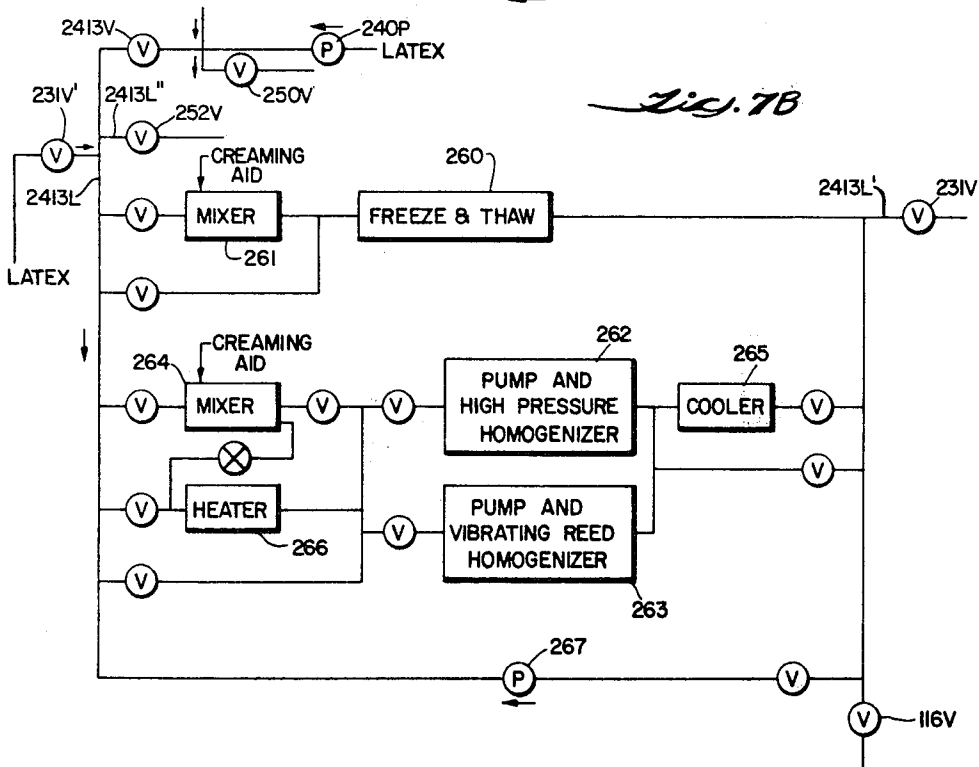 2413V
V
240P
P
LATEX
V
250V
Fig. 7B
231V'
2413L"
252V
V
V
2413L
LATEX
CREAMING
AID
V
MIXER
261
260
FREEZE & THAW
2413L'
231V
V
V
CREAMING
AID
264
V
MIXER
V
V
262
PUMP AND
HIGH PRESSURE
HOMOGENIZER
265
COOLER
V
V
V
HEATER
266
V
PUMP AND
VIBRATING REED
HOMOGENIZER
263
V
267
P
V
V
116V